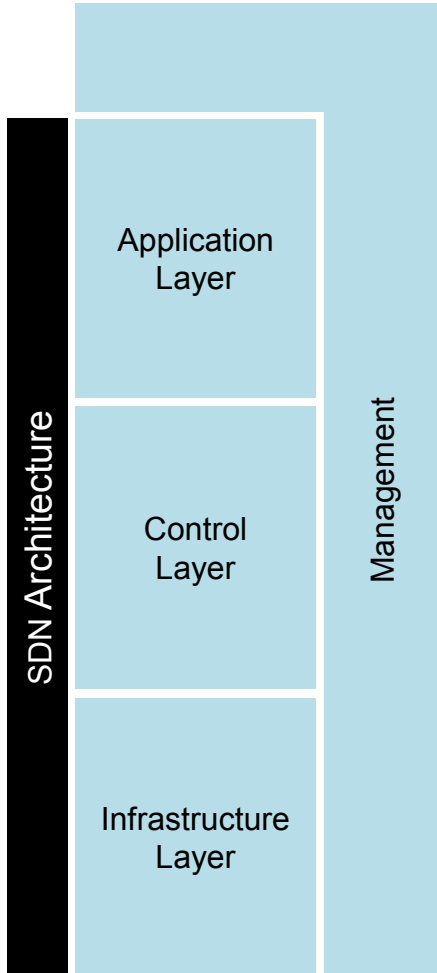 SDN Architecture
Application
Layer
Control
Layer
Infrastructure
Layer
Management